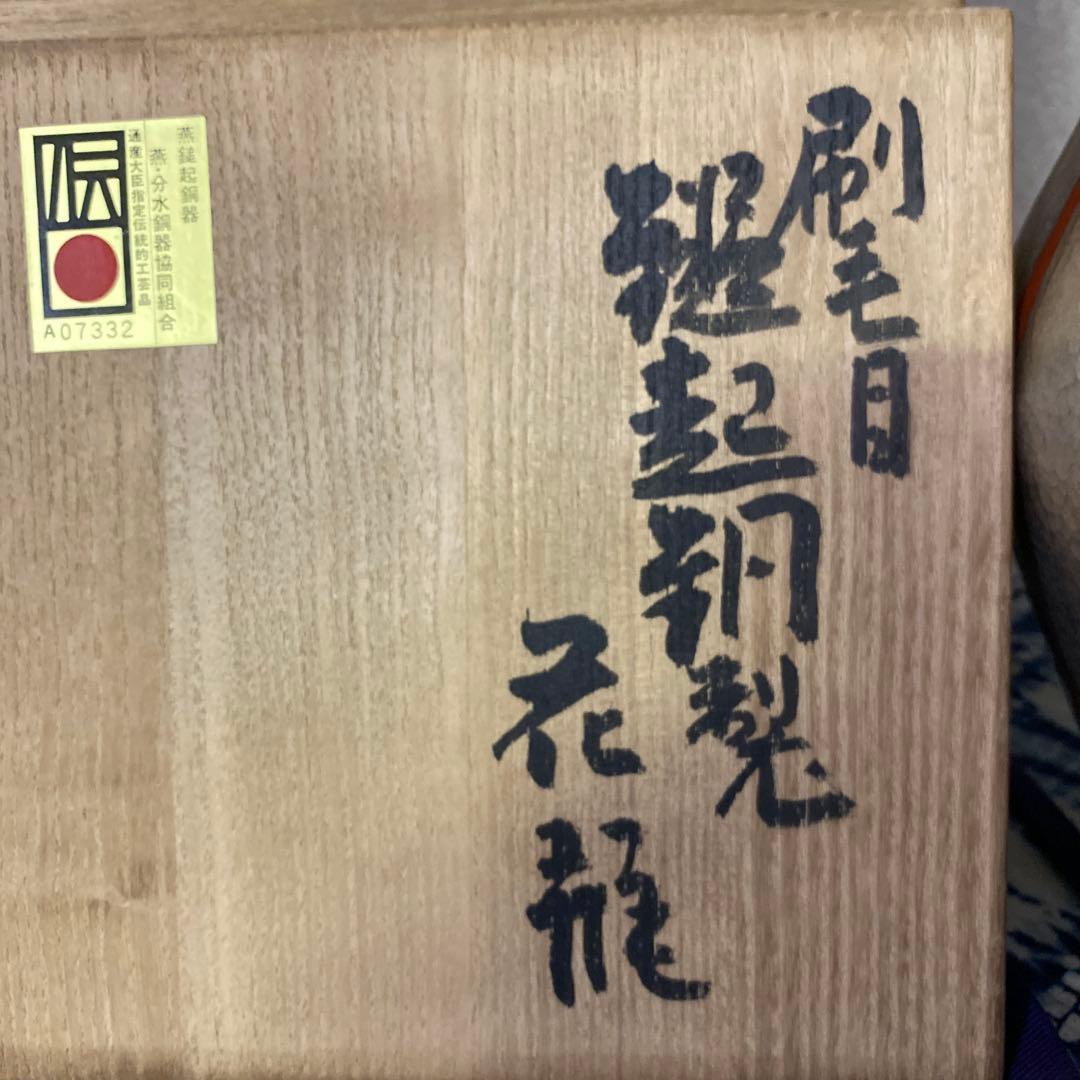 刷毛目
鎚起銅製
花瓶
燕鎚起銅器
燕・分水銅器協同組合
通産大臣指定伝統的工芸品
伝
A07332